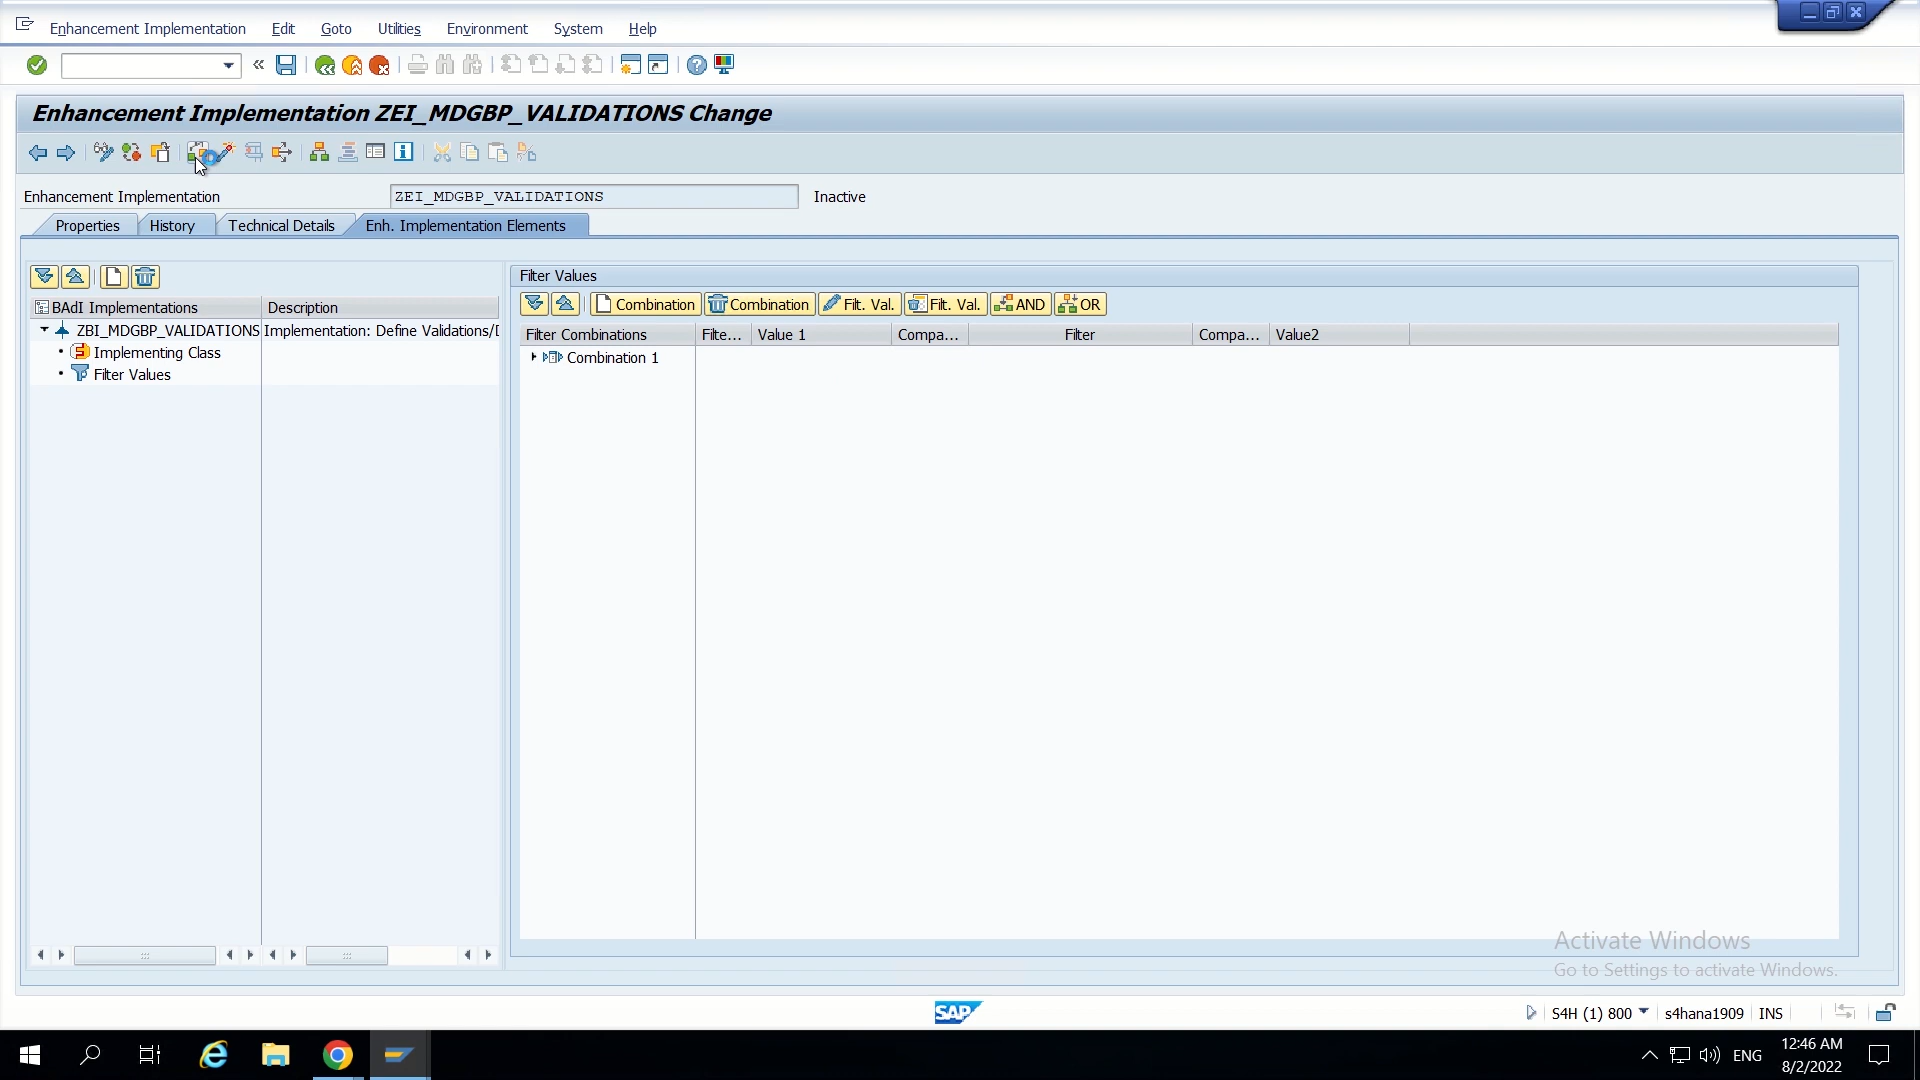 Enhancement Implementation Edit Goto Utilities Environment System Help
Enhancement Implementation ZEI_MDGBP_VALIDATIONS Change
Enhancement Implementation ZEI_MDGBP_VALIDATIONS Inactive
Properties History Technical Details Enh. Implementation Elements
Filter Values
Combination Combination Filt. Val. Filt. Val. AND OR
BAdI Implementations Description
Filter Combinations Filte... Value 1 Compa... Filter Compa... Value2
ZBI_MDGBP_VALIDATIONS Implementation: Define Validations/
Combination 1
Implementing Class
Filter Values
Activate Windows
Go to Settings to activate Windows.
SAP
S4H (1) 800 s4hana1909 INS
ENG
12:46 AM
8/2/2022